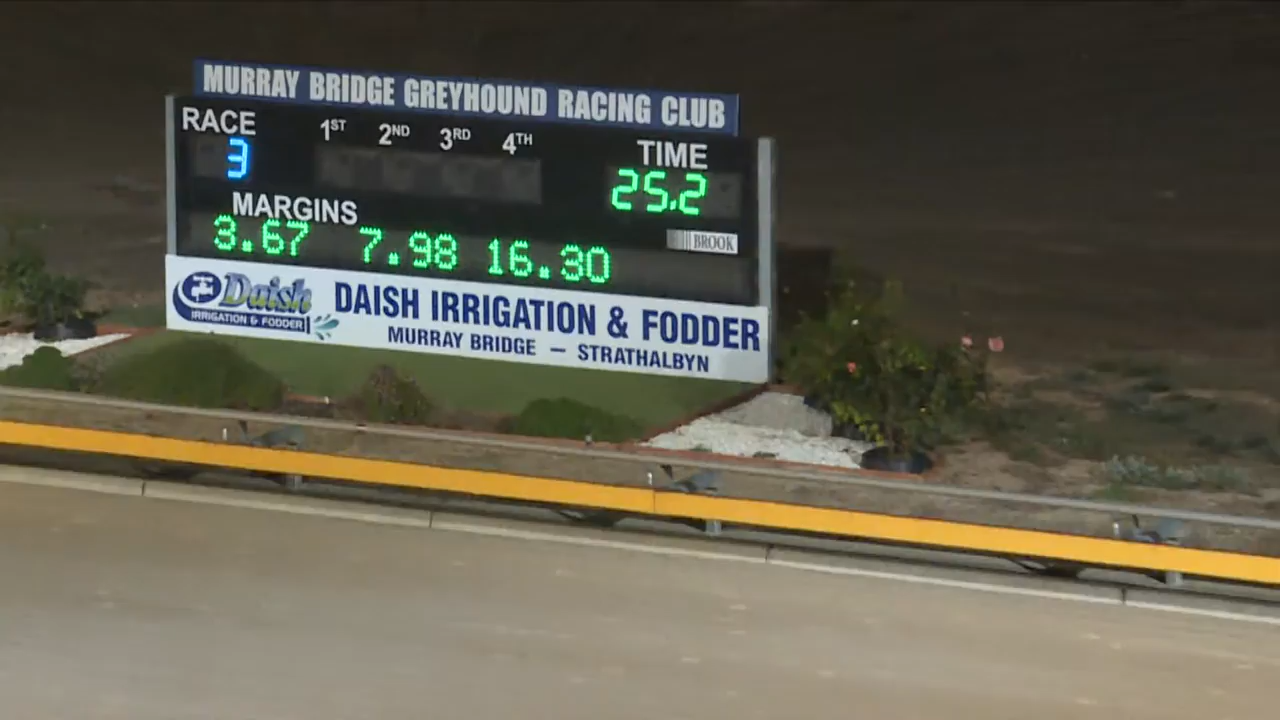 MURRAY BRIDGE GREYHOUND RACING CLUB
RACE 1ST 2ND 3RD 4TH TIME
3 25.2
MARGINS
3.67 7.98 16.30
BROOK
Daish
IRRIGATION & FODDER
DAISH IRRIGATION & FODDER
MURRAY BRIDGE – STRATHALBYN